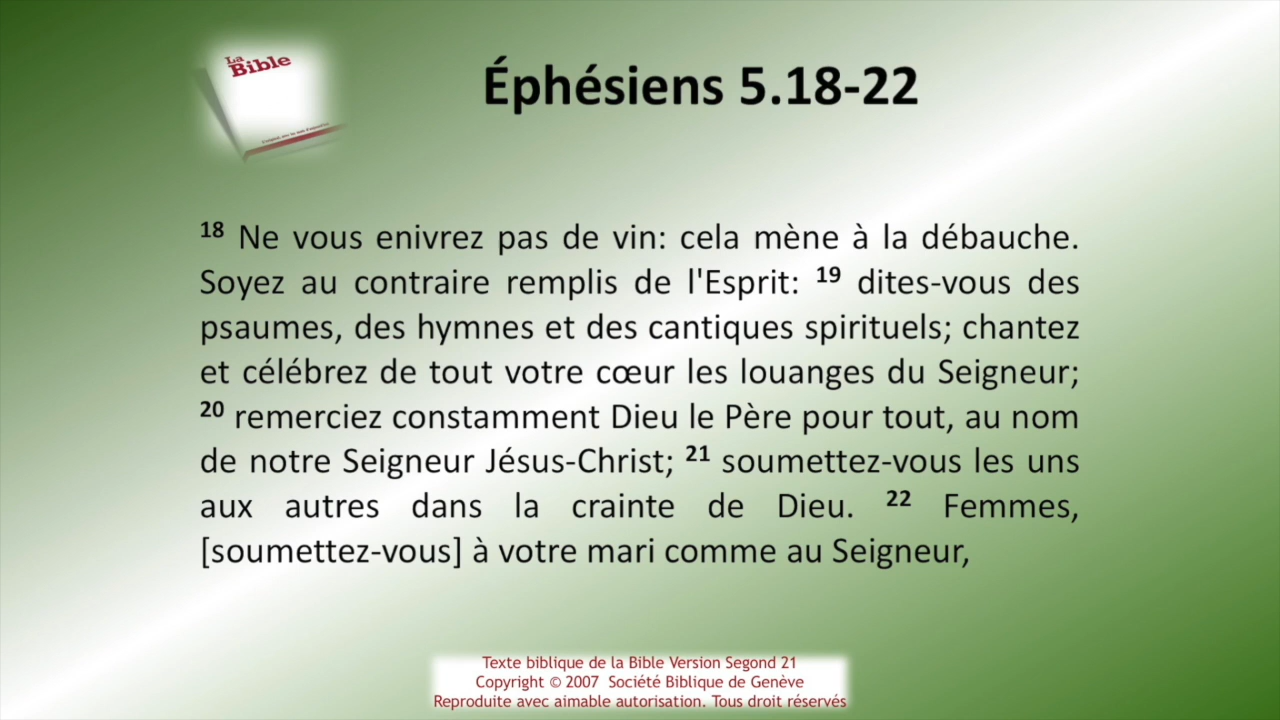 La
Bible
Éphésiens 5.18-22
18 Ne vous enivrez pas de vin: cela mène à la débauche.
Soyez au contraire remplis de l'Esprit: 19 dites-vous des
psaumes, des hymnes et des cantiques spirituels; chantez
et célébrez de tout votre cœur les louanges du Seigneur;
20 remerciez constamment Dieu le Père pour tout, au nom
de notre Seigneur Jésus-Christ; 21 soumettez-vous les uns
aux autres dans la crainte de Dieu. 22 Femmes,
[soumettez-vous] à votre mari comme au Seigneur,
Texte biblique de la Bible Version Segond 21
Copyright © 2007 Société Biblique de Genève
Reproduite avec aimable autorisation. Tous droit réservés